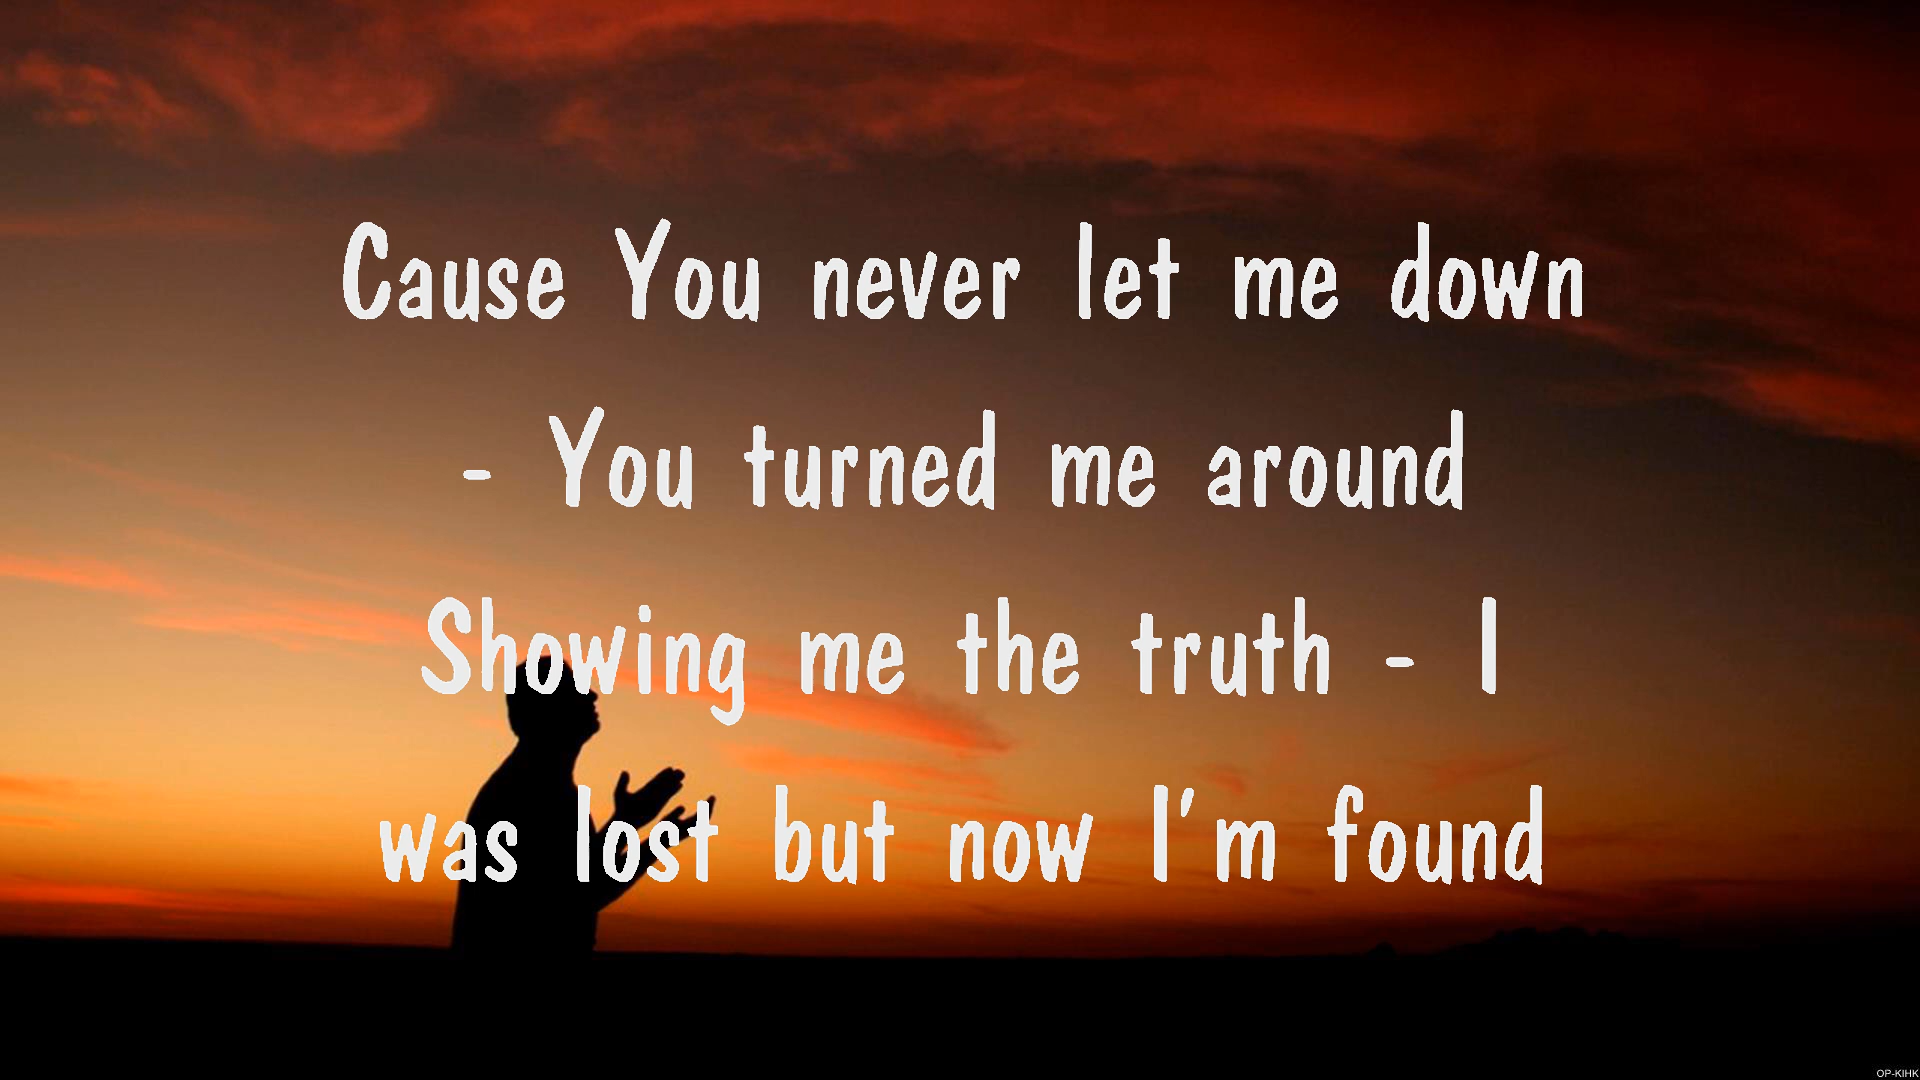 Cause You never let me down
- You turned me around
Showing me the truth - I
was lost but now I'm found
OP-KIHK